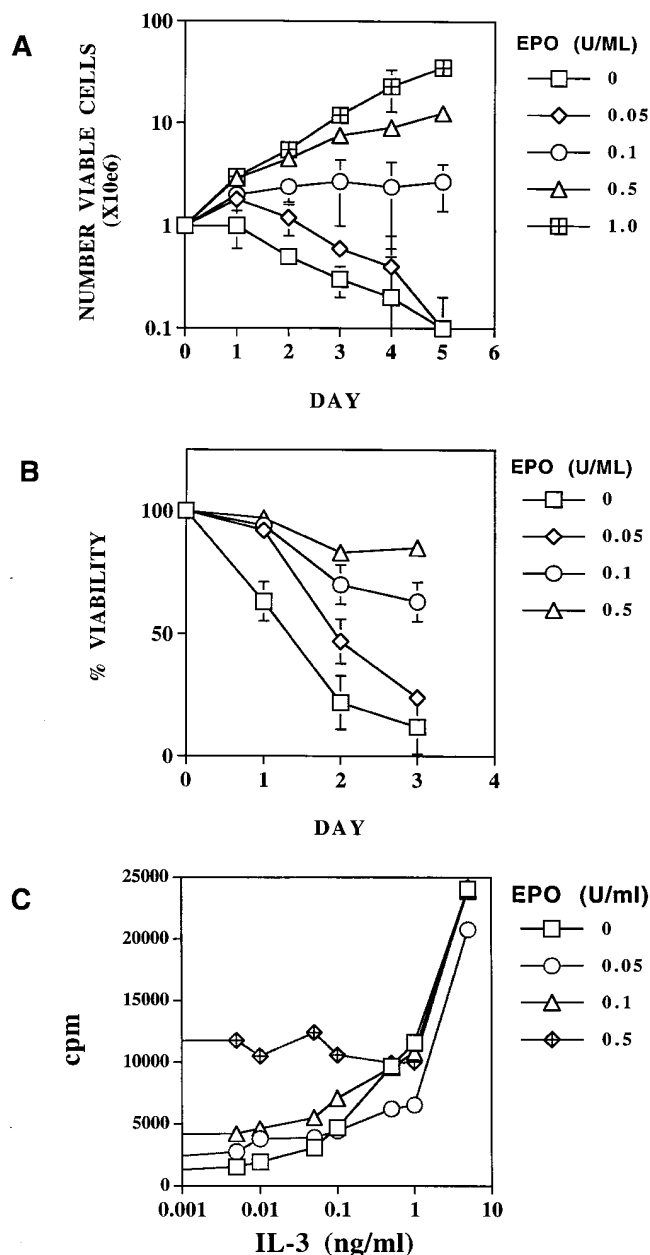 A
EPO (U/ML)
0
0.05
0.1
0.5
1.0
NUMBER VIABLE CELLS
(X10e6)
100
10
1
0.1
0 1 2 3 4 5 6
DAY
B
EPO (U/ML)
0
0.05
0.1
0.5
% VIABILITY
100
50
0
0 1 2 3 4
DAY
C
EPO (U/ml)
0
0.05
0.1
0.5
cpm
25000
20000
15000
10000
5000
0
0.001 0.01 0.1 1 10
IL-3 (ng/ml)